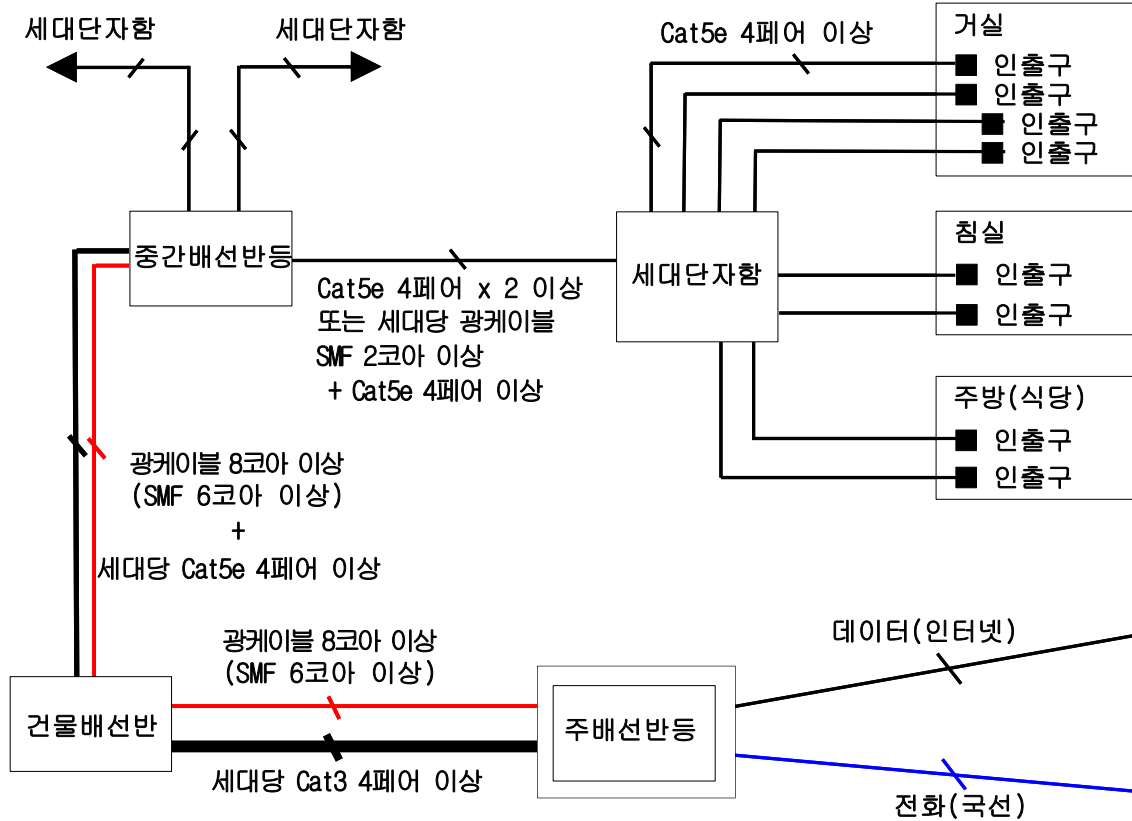 세대단자함
세대단자함
Cat5e 4페어 이상
거실
인출구
인출구
인출구
인출구
중간배선반등
세대단자함
침실
인출구
인출구
Cat5e 4페어 x 2 이상
또는 세대당 광케이블
SMF 2코아 이상
+ Cat5e 4페어 이상
주방(식당)
인출구
인출구
광케이블 8코아 이상
(SMF 6코아 이상)
+
세대당 Cat5e 4페어 이상
광케이블 8코아 이상
(SMF 6코아 이상)
데이터(인터넷)
건물배선반
주배선반등
세대당 Cat3 4페어 이상
전화(국선)